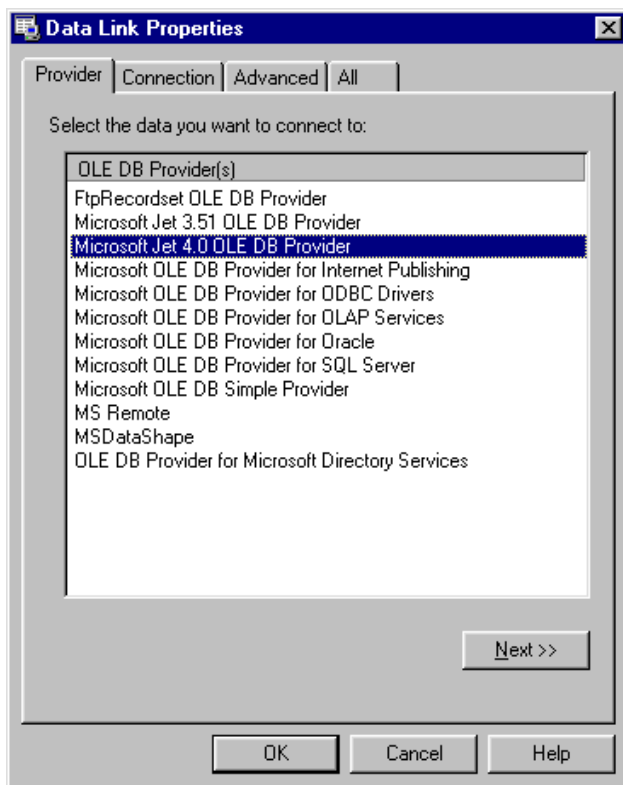 Data Link Properties
Provider Connection Advanced All
Select the data you want to connect to:
OLE DB Provider(s)
FtpRecordset OLE DB Provider
Microsoft Jet 3.51 OLE DB Provider
Microsoft Jet 4.0 OLE DB Provider
Microsoft OLE DB Provider for Internet Publishing
Microsoft OLE DB Provider for ODBC Drivers
Microsoft OLE DB Provider for OLAP Services
Microsoft OLE DB Provider for Oracle
Microsoft OLE DB Provider for SQL Server
Microsoft OLE DB Simple Provider
MS Remote
MSDataShape
OLE DB Provider for Microsoft Directory Services
Next >>
OK Cancel Help